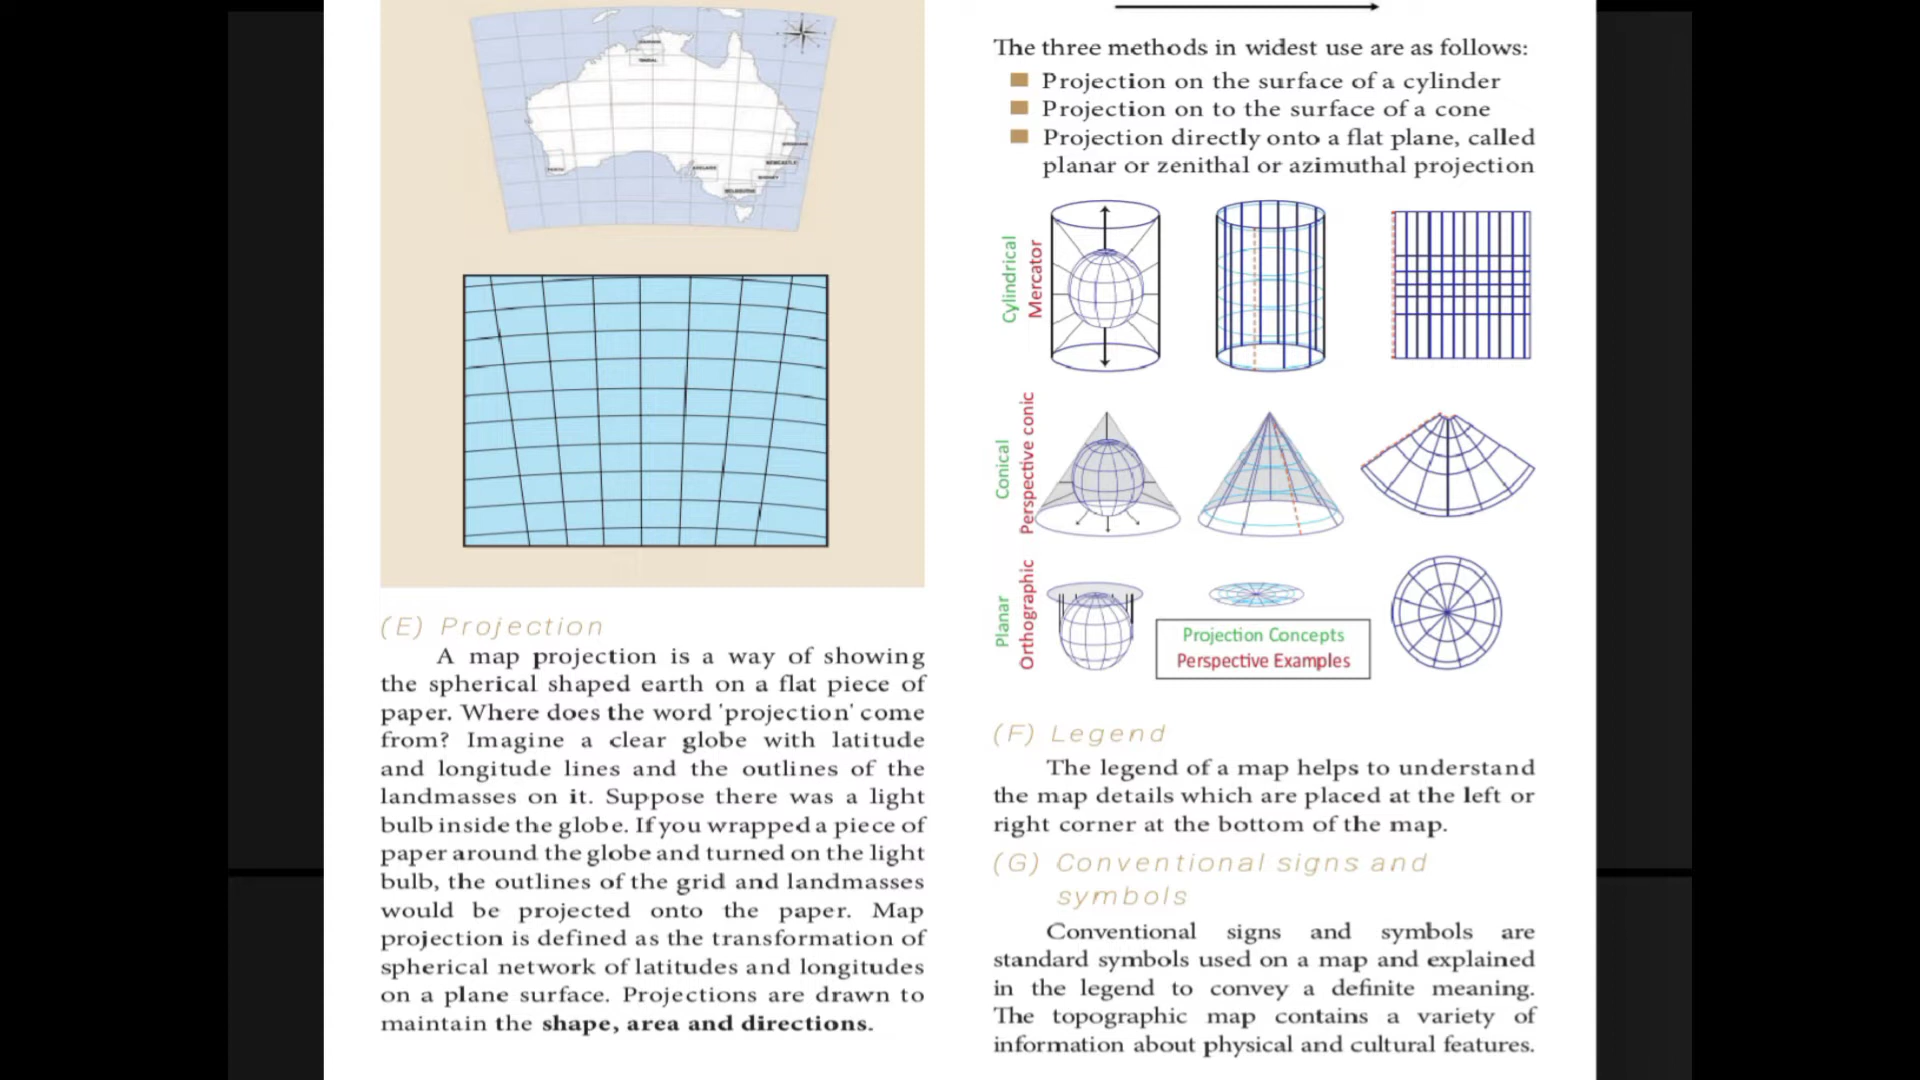 PERTH
ADELAIDE
NEWCASTLE
SYDNEY
MELBOURNE
(E) Projection
A map projection is a way of showing
the spherical shaped earth on a flat piece of
paper. Where does the word 'projection' come
from? Imagine a clear globe with latitude
and longitude lines and the outlines of the
landmasses on it. Suppose there was a light
bulb inside the globe. If you wrapped a piece of
paper around the globe and turned on the light
bulb, the outlines of the grid and landmasses
would be projected onto the paper. Map
projection is defined as the transformation of
spherical network of latitudes and longitudes
on a plane surface. Projections are drawn to
maintain the shape, area and directions.
The three methods in widest use are as follows:
Projection on the surface of a cylinder
Projection on to the surface of a cone
Projection directly onto a flat plane, called
planar or zenithal or azimuthal projection
Cylindrical
Mercator
Conical
Perspective conic
Planar
Orthographic
Projection Concepts
Perspective Examples
(F) Legend
The legend of a map helps to understand
the map details which are placed at the left or
right corner at the bottom of the map.
(G) Conventional signs and
symbols
Conventional signs and symbols are
standard symbols used on a map and explained
in the legend to convey a definite meaning.
The topographic map contains a variety of
information about physical and cultural features.